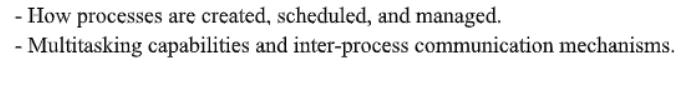 - How processes are created, scheduled, and managed.
- Multitasking capabilities and inter-process communication mechanisms.